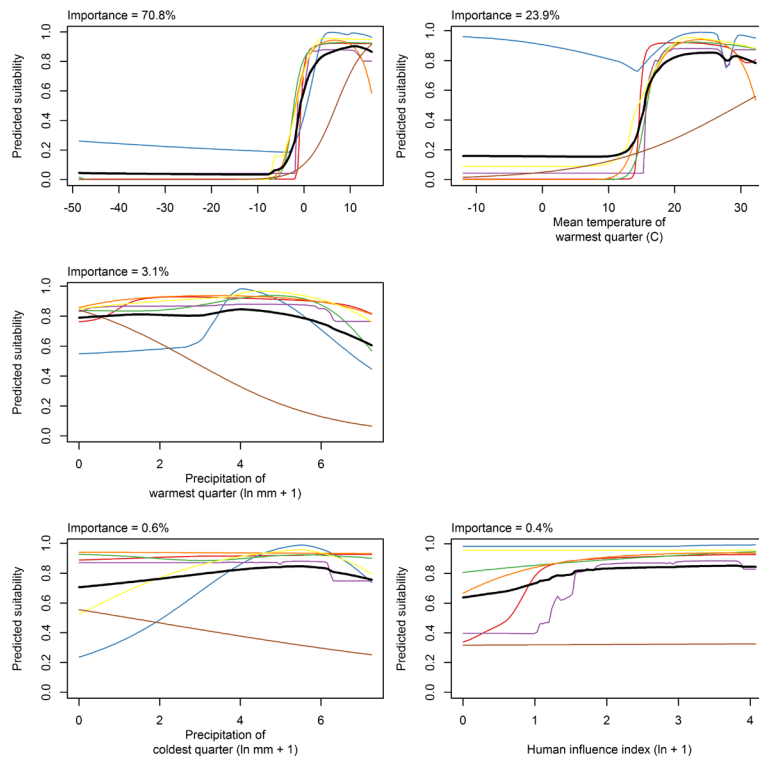 Importance = 70.8%
Predicted suitability
0.0 0.2 0.4 0.6 0.8 1.0
-50 -40 -30 -20 -10 0 10
Importance = 23.9%
Predicted suitability
0.0 0.2 0.4 0.6 0.8 1.0
-10 0 10 20 30
Mean temperature of
warmest quarter (C)
Importance = 3.1%
Predicted suitability
0.0 0.2 0.4 0.6 0.8 1.0
0 2 4 6
Precipitation of
warmest quarter (ln mm + 1)
Importance = 0.6%
Predicted suitability
0.0 0.2 0.4 0.6 0.8 1.0
0 2 4 6
Precipitation of
coldest quarter (ln mm + 1)
Importance = 0.4%
Predicted suitability
0.0 0.2 0.4 0.6 0.8 1.0
0 1 2 3 4
Human influence index (ln + 1)